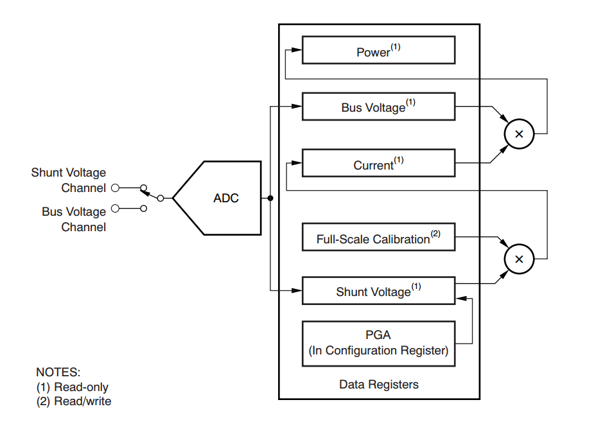 Power(1)
Bus Voltage(1)
×
Shunt Voltage
Channel
Current(1)
ADC
Bus Voltage
Channel
Full-Scale Calibration(2)
×
Shunt Voltage(1)
PGA
(In Configuration Register)
Data Registers
NOTES:
(1) Read-only
(2) Read/write